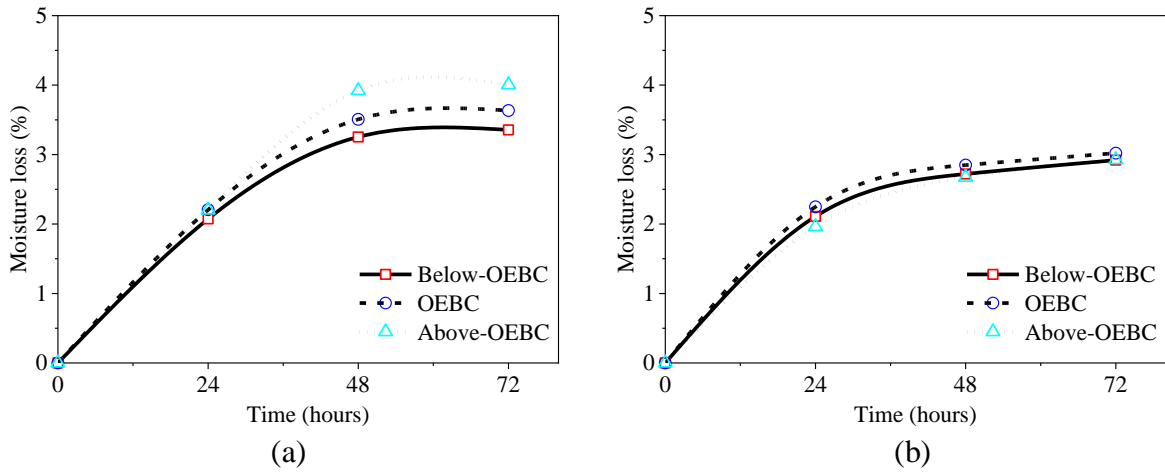 5
4
3
2
1
0
Moisture loss (%)
0 24 48 72
Time (hours)
Below-OEBC
OEBC
Above-OEBC
(a)
5
4
3
2
1
0
Moisture loss (%)
0 24 48 72
Time (hours)
Below-OEBC
OEBC
Above-OEBC
(b)